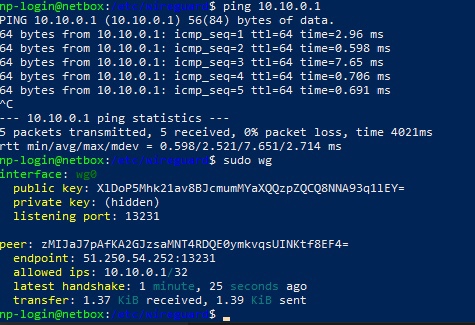 np-login@netbox:/etc/wireguard$ ping 10.10.0.1
PING 10.10.0.1 (10.10.0.1) 56(84) bytes of data.
64 bytes from 10.10.0.1: icmp_seq=1 ttl=64 time=2.96 ms
64 bytes from 10.10.0.1: icmp_seq=2 ttl=64 time=0.598 ms
64 bytes from 10.10.0.1: icmp_seq=3 ttl=64 time=7.65 ms
64 bytes from 10.10.0.1: icmp_seq=4 ttl=64 time=0.706 ms
64 bytes from 10.10.0.1: icmp_seq=5 ttl=64 time=0.691 ms
^C
--- 10.10.0.1 ping statistics ---
5 packets transmitted, 5 received, 0% packet loss, time 4021ms
rtt min/avg/max/mdev = 0.598/2.521/7.651/2.714 ms
np-login@netbox:/etc/wireguard$ sudo wg
interface: wg0
public key: XlDoP5Mhk21av8BJcmumMYaXQQzpZQCQ8NNA93q1lEY=
private key: (hidden)
listening port: 13231
peer: zMIJaJ7pAfKA2GJzsaMNT4RDQE0ymkvqsUINKtf8EF4=
endpoint: 51.250.54.252:13231
allowed ips: 10.10.0.1/32
latest handshake: 1 minute, 25 seconds ago
transfer: 1.37 KiB received, 1.39 KiB sent
np-login@netbox:/etc/wireguard$